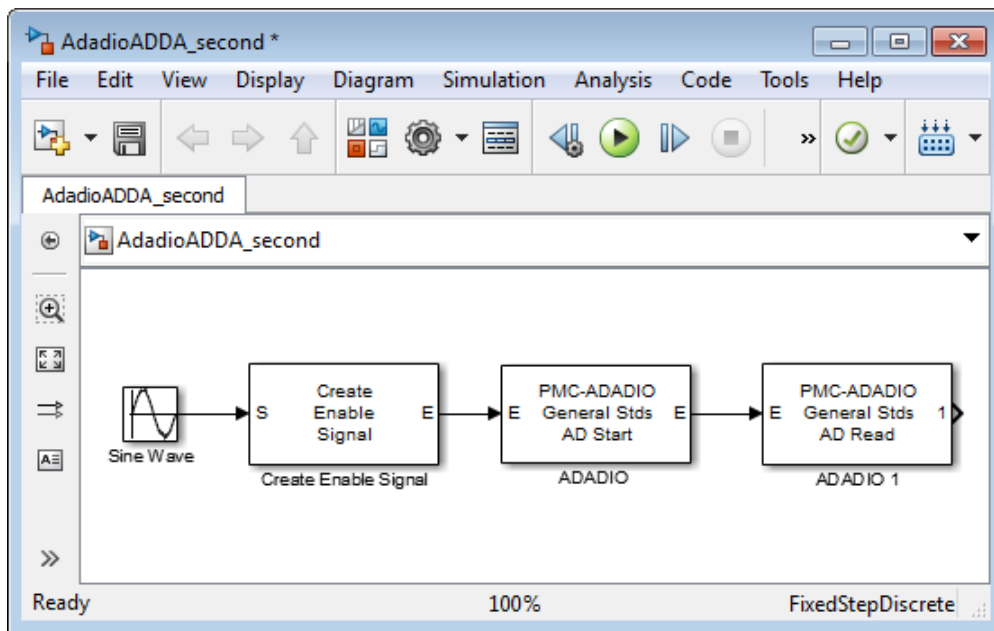 AdadioADDA_second *
File Edit View Display Diagram Simulation Analysis Code Tools Help
»
AdadioADDA_second
AdadioADDA_second
S Create Enable Signal E
Sine Wave
Create Enable Signal
E PMC-ADADIO General Stds AD Start E
ADADIO
E PMC-ADADIO General Stds AD Read 1
ADADIO 1
A
»
Ready 100% FixedStepDiscrete